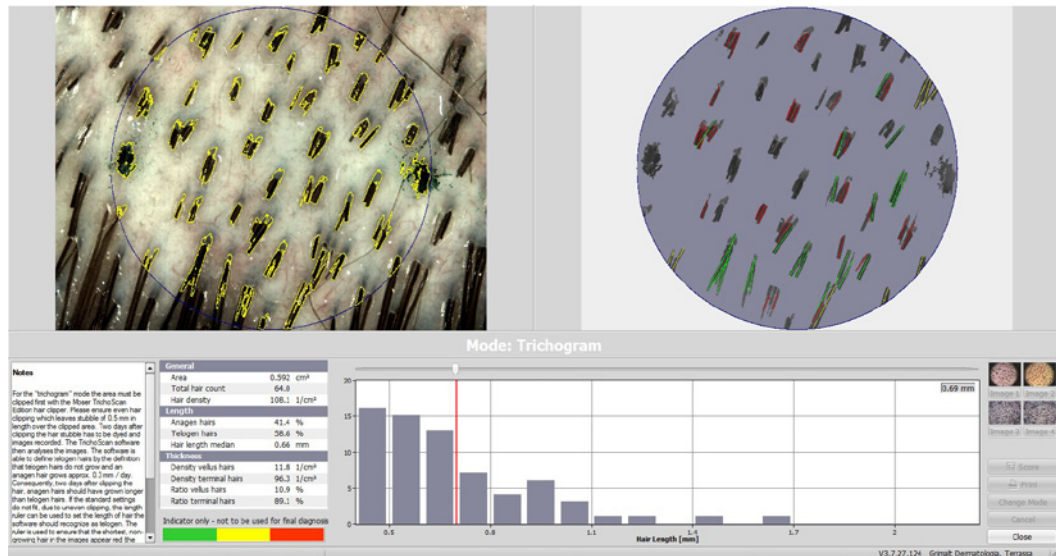 Mode: Trichogram
Notes
For the "trichogram" mode the area must be
clipped first with the Moser TrichoScan
Edition hair clipper. Please ensure even hair
clipping which leaves stubble of 0.5 mm in
length over the clipped area. Two days after
clipping the hair stubble has to be dyed and
images recorded. The TrichoScan software
then analyses the images. The software is
able to define telogen hairs by the definition
that telogen hairs do not grow and an
anagen hair grows approx. 0.3 mm / day.
Consequently, two days after clipping the
hair, anagen hairs should have grown longer
than telogen hairs. If the standard settings
do not fit, due to uneven clipping, the length
ruler can be used to set the length of hair the
software should recognize as telogen. The
ruler is used to ensure that the shortest, non-
growing hair in the images appear red the
General
Area 0.592 cm²
Total hair count 64.0
Hair density 108.1 1/cm²
Length
Anagen hairs 41.4 %
Telogen hairs 58.6 %
Hair length median 0.66 mm
Thickness
Density vellus hairs 11.8 1/cm²
Density terminal hairs 96.3 1/cm²
Ratio vellus hairs 10.9 %
Ratio terminal hairs 89.1 %
Indicator only - not to be used for final diagnosis
0.69 mm
20
15
10
5
0
0.5 0.8 1.1 1.4 1.7 2
Hair Length [mm]
Image 1 Image 2
Image 3 Image 4
Score
Print
Change Mode
Cancel
Close
V3.7.27.124 Grimalt Dermatologia, Terrassa